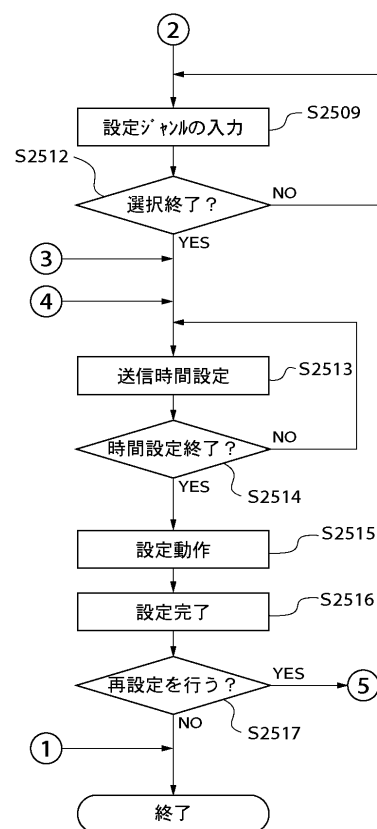 ②
設定ジャンルの入力
S2509
S2512
選択終了？
NO
YES
③
④
送信時間設定
S2513
時間設定終了？
NO
YES
S2514
設定動作
S2515
設定完了
S2516
再設定を行う？
YES
⑤
NO
S2517
①
終了